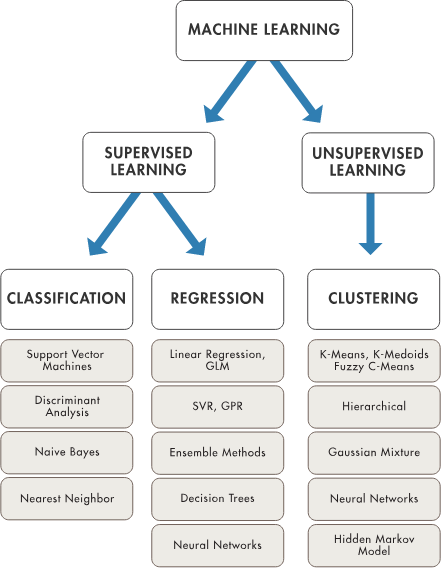 MACHINE LEARNING
SUPERVISED
LEARNING
UNSUPERVISED
LEARNING
CLASSIFICATION
Support Vector
Machines
Discriminant
Analysis
Naive Bayes
Nearest Neighbor
REGRESSION
Linear Regression,
GLM
SVR, GPR
Ensemble Methods
Decision Trees
Neural Networks
CLUSTERING
K-Means, K-Medoids
Fuzzy C-Means
Hierarchical
Gaussian Mixture
Neural Networks
Hidden Markov
Model